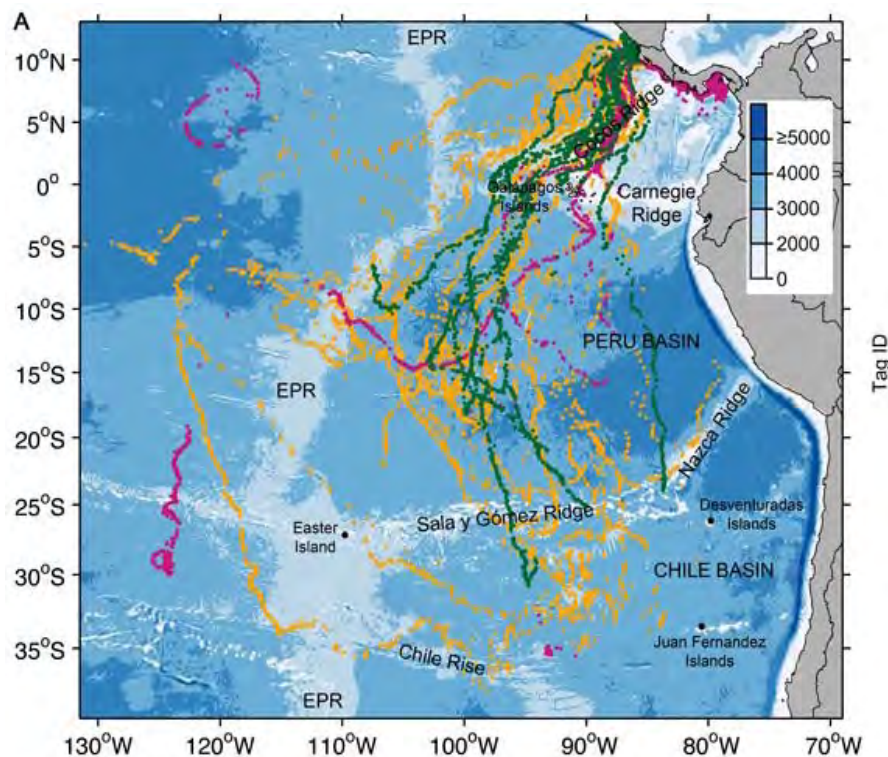 A
EPR
10°N
5°N
0°
5°S
10°S
15°S
20°S
25°S
30°S
35°S
Cocos Ridge
Galapagos
Islands
Carnegie
Ridge
≥5000
4000
3000
2000
0
PERU BASIN
EPR
Nazca Ridge
Sala y Gómez Ridge
Easter
Island
Desventuradas
Islands
CHILE BASIN
Juan Fernandez
Islands
Chile Rise
EPR
130°W
120°W
110°W
100°W
90°W
80°W
70°W
Tag ID